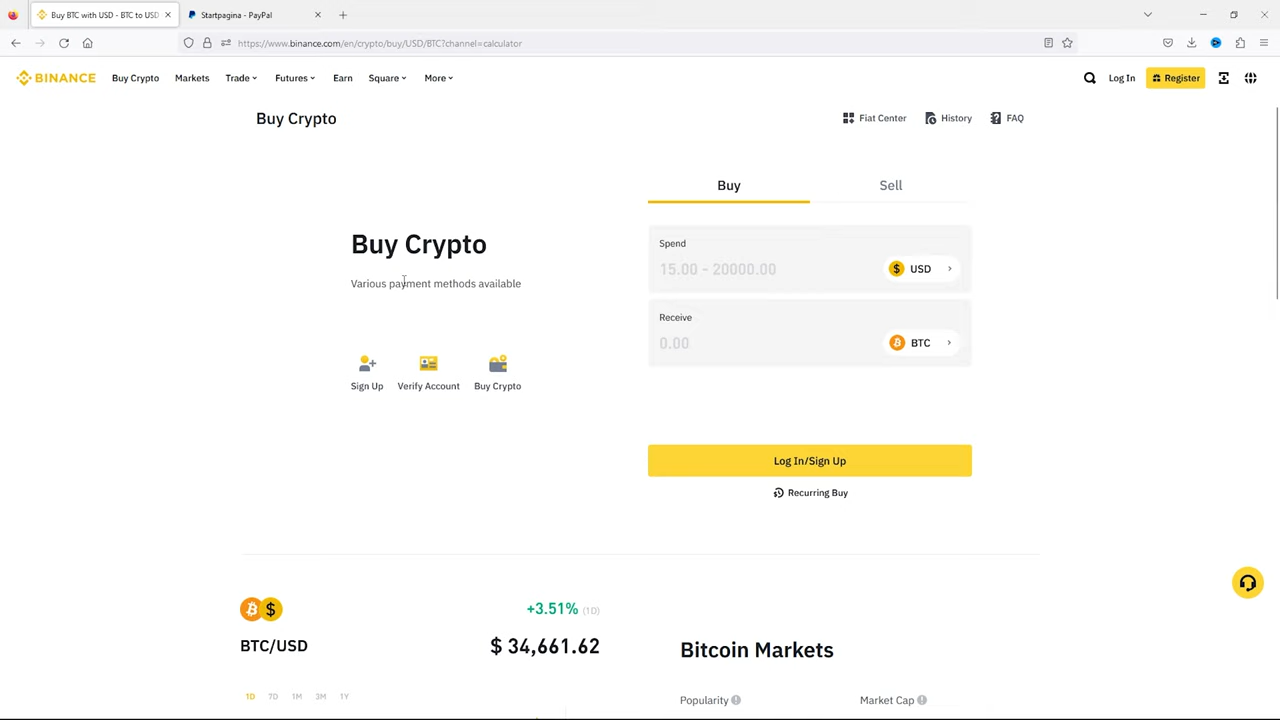 Buy BTC with USD - BTC to USD
Startpagina - PayPal
https://www.binance.com/en/crypto/buy/USD/BTC?channel=calculator
BINANCE
Buy Crypto
Markets
Trade
Futures
Earn
Square
More
Log In
Register
Buy Crypto
Fiat Center
History
FAQ
Buy
Sell
Buy Crypto
Various payment methods available
Sign Up
Verify Account
Buy Crypto
Spend
15.00 - 20000.00
USD
Receive
0.00
BTC
Log In/Sign Up
Recurring Buy
+3.51% (1D)
BTC/USD
$ 34,661.62
1D 7D 1M 3M 1Y
Bitcoin Markets
Popularity
Market Cap